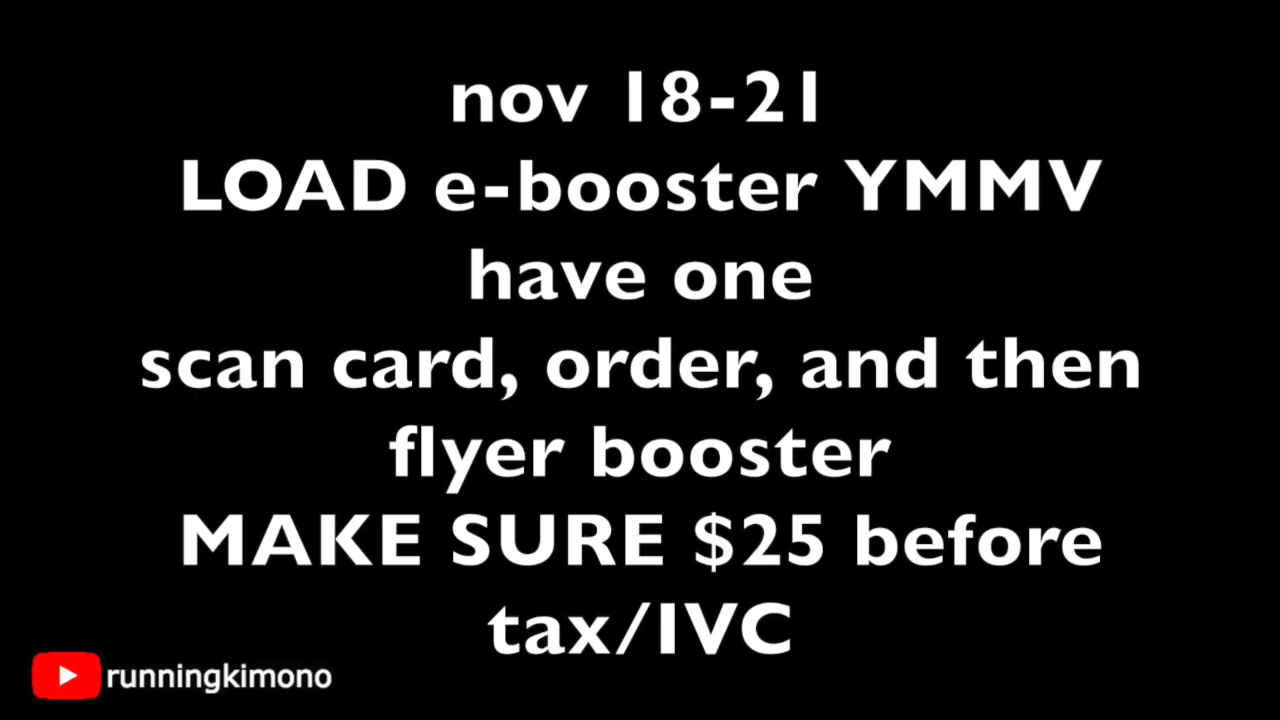 nov 18-21
LOAD e-booster YMMV
have one
scan card, order, and then
flyer booster
MAKE SURE $25 before
tax/IVC
runningkimono